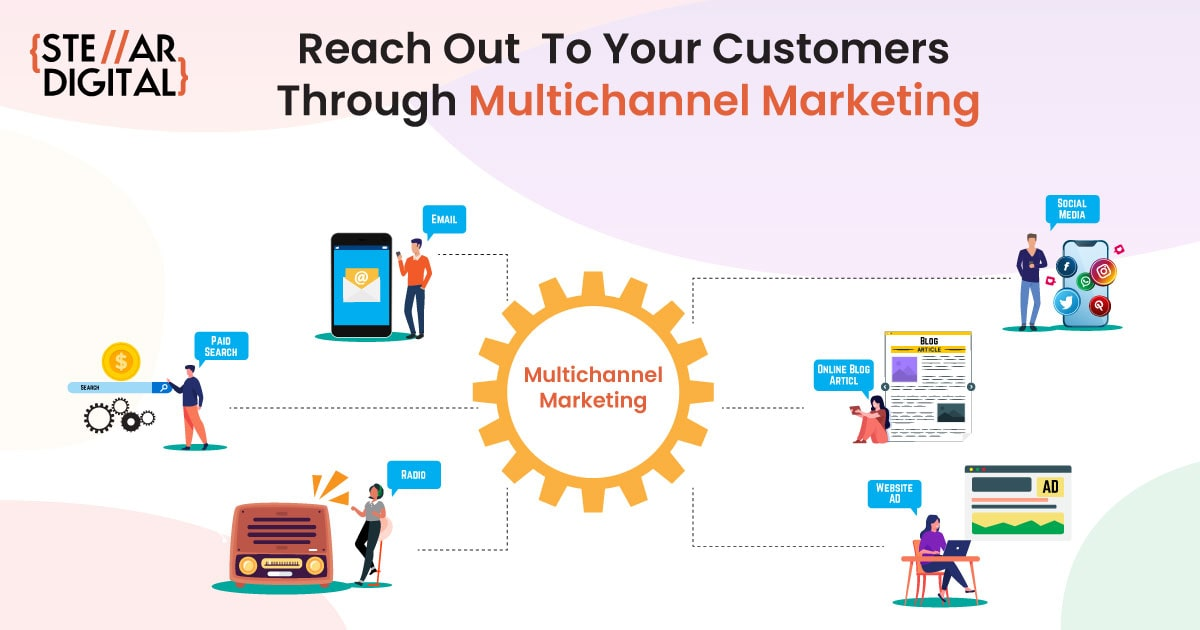 {STE//AR
DIGITAL}
Reach Out To Your Customers
Through Multichannel Marketing
EMAIL
@
SOCIAL
MEDIA
PAID
SEARCH
$
SEARCH
Multichannel
Marketing
BLOG
ARTICLE
ONLINE BLOG
ARTICL
RADIO
WEBSITE
AD
AD